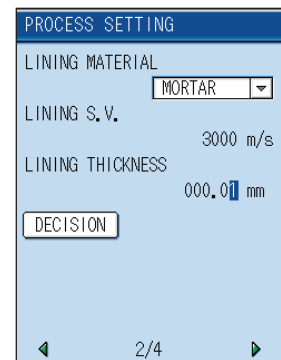 PROCESS SETTING
LINING MATERIAL
MORTAR
LINING S.V.
3000 m/s
LINING THICKNESS
000.01 mm
DECISION
2/4